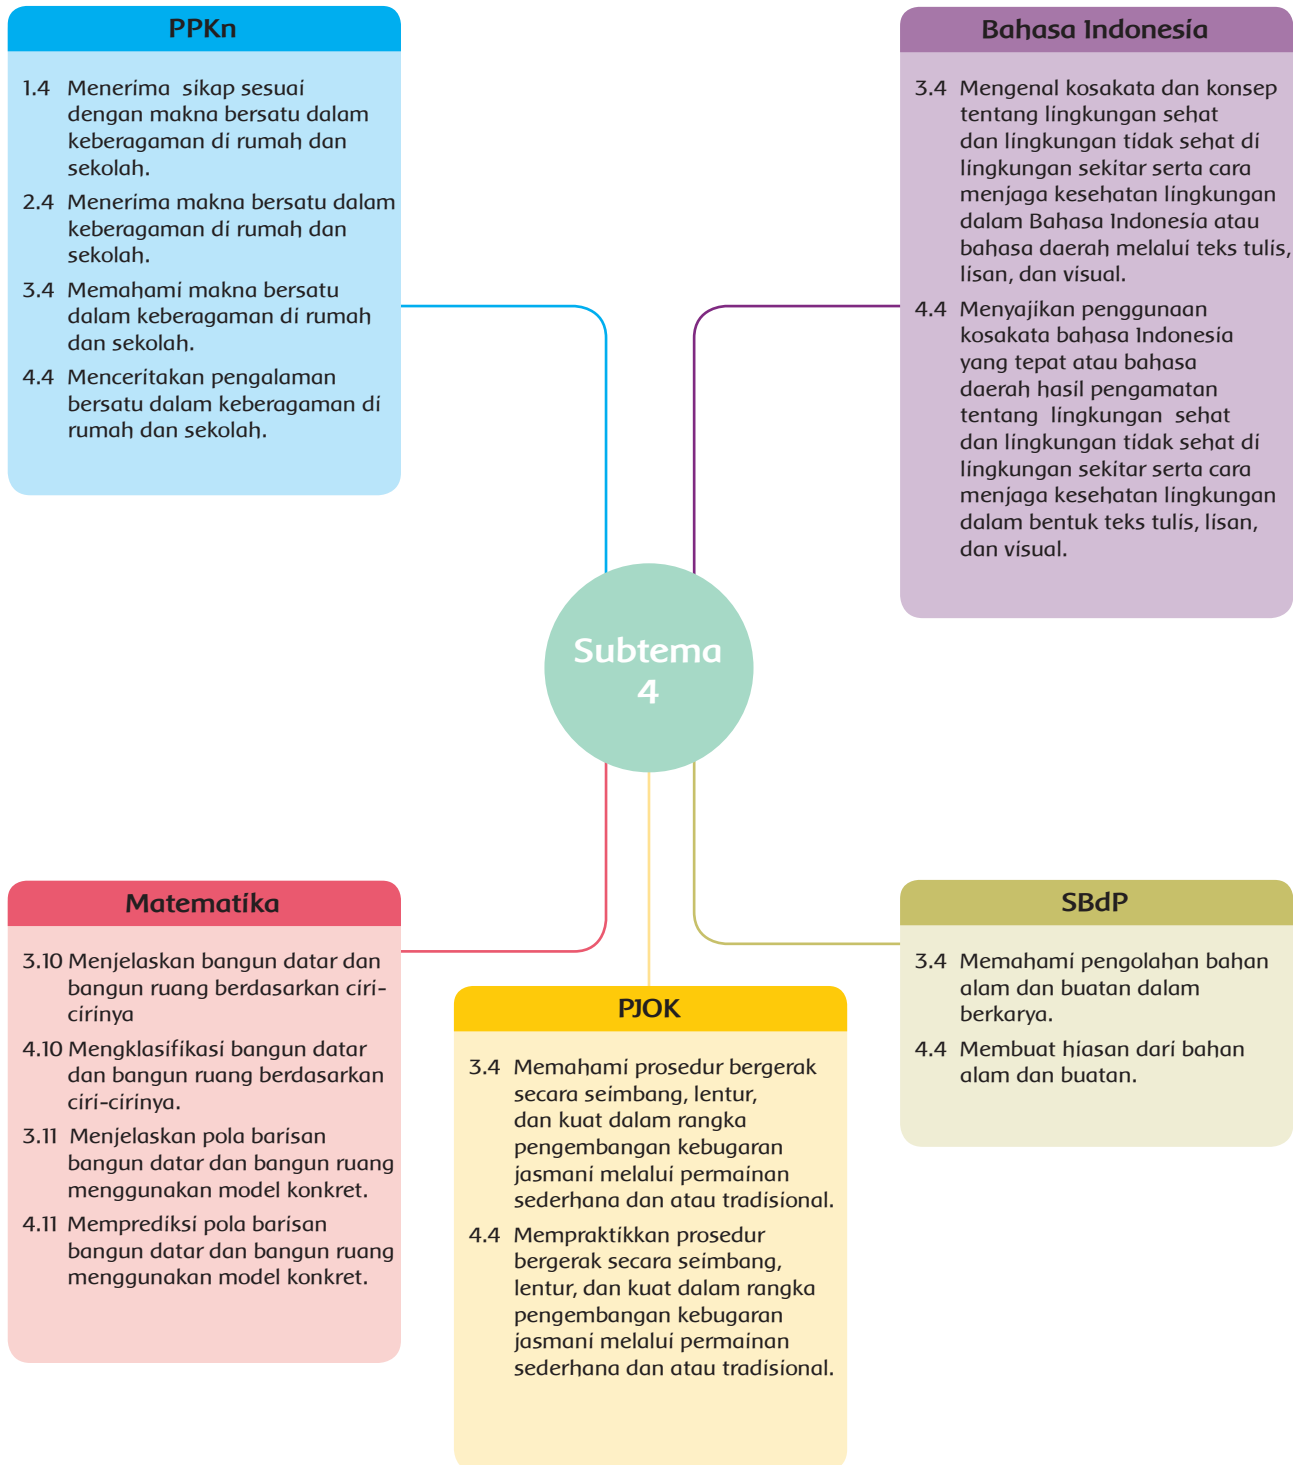 PPKn
1.4 Menerima sikap sesuai
dengan makna bersatu dalam
keberagaman di rumah dan
sekolah.
2.4 Menerima makna bersatu dalam
keberagaman di rumah dan
sekolah.
3.4 Memahami makna bersatu
dalam keberagaman di rumah
dan sekolah.
4.4 Menceritakan pengalaman
bersatu dalam keberagaman di
rumah dan sekolah.
Bahasa Indonesia
3.4 Mengenal kosakata dan konsep
tentang lingkungan sehat
dan lingkungan tidak sehat di
lingkungan sekitar serta cara
menjaga kesehatan lingkungan
dalam Bahasa Indonesia atau
bahasa daerah melalui teks tulis,
lisan, dan visual.
4.4 Menyajikan penggunaan
kosakata bahasa Indonesia
yang tepat atau bahasa
daerah hasil pengamatan
tentang lingkungan sehat
dan lingkungan tidak sehat di
lingkungan sekitar serta cara
menjaga kesehatan lingkungan
dalam bentuk teks tulis, lisan,
dan visual.
Subtema
4
Matematika
3.10 Menjelaskan bangun datar dan
bangun ruang berdasarkan ciri-
cirinya
4.10 Mengklasifikasi bangun datar
dan bangun ruang berdasarkan
ciri-cirinya.
3.11 Menjelaskan pola barisan
bangun datar dan bangun ruang
menggunakan model konkret.
4.11 Memprediksi pola barisan
bangun datar dan bangun ruang
menggunakan model konkret.
PJOK
3.4 Memahami prosedur bergerak
secara seimbang, lentur,
dan kuat dalam rangka
pengembangan kebugaran
jasmani melalui permainan
sederhana dan atau tradisional.
4.4 Mempraktikkan prosedur
bergerak secara seimbang,
lentur, dan kuat dalam rangka
pengembangan kebugaran
jasmani melalui permainan
sederhana dan atau tradisional.
SBdP
3.4 Memahami pengolahan bahan
alam dan buatan dalam
berkarya.
4.4 Membuat hiasan dari bahan
alam dan buatan.